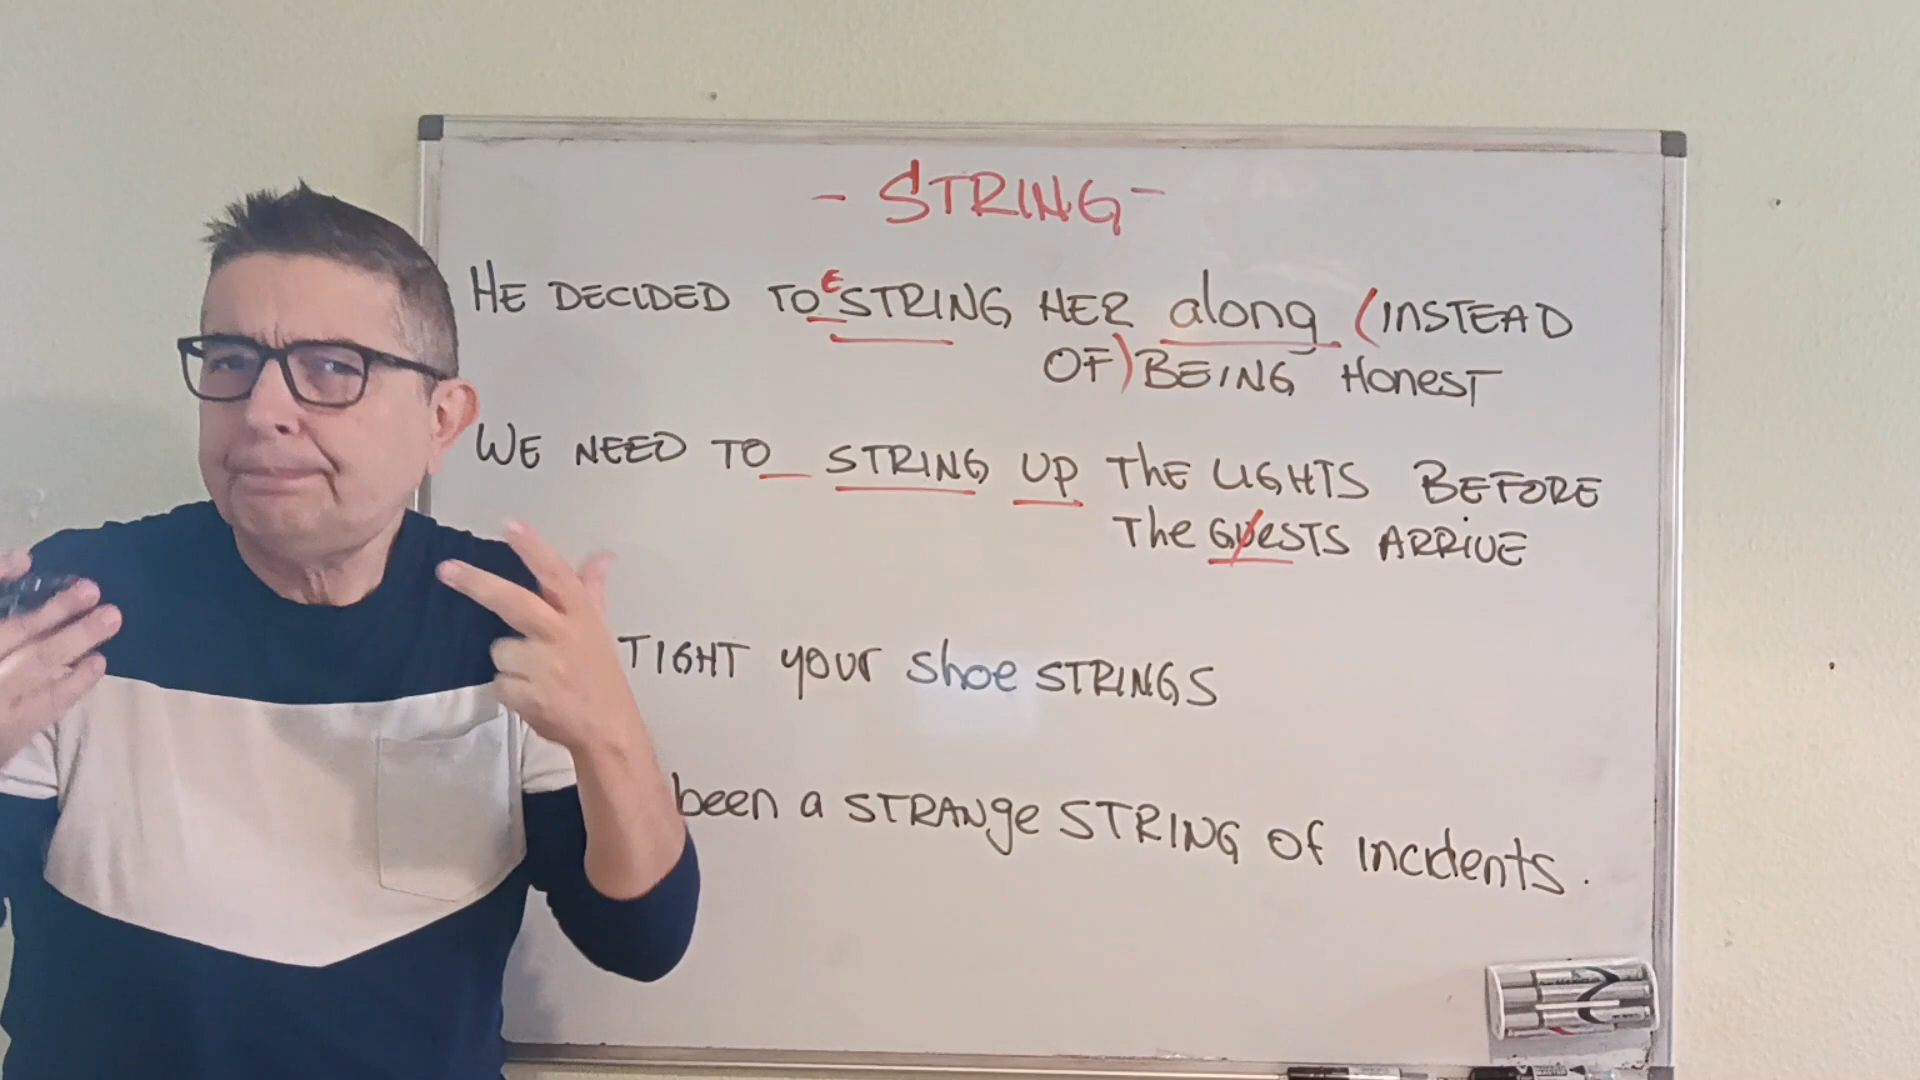 - STRING -
HE DECIDED TO E STRING HER along (INSTEAD
OF) BEING HONEST
WE NEED TO _ STRING UP THE LIGHTS BEFORE
The GUESTS ARRIVE
TIGHT your shoe STRINGS
been a STRANge STRING OF incidents.